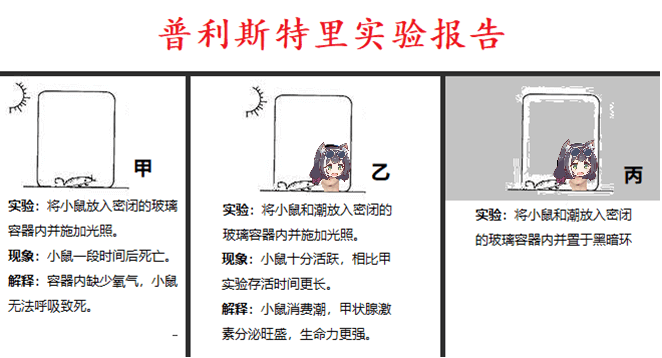 普利斯特里实验报告
甲
实验：将小鼠放入密闭的玻璃
容器内并施加光照。
现象：小鼠一段时间后死亡。
解释：容器内缺少氧气，小鼠
无法呼吸致死。
乙
实验：将小鼠和潮放入密闭的
玻璃容器内并施加光照。
现象：小鼠十分活跃，相比甲
实验存活时间更长。
解释：小鼠消费潮，甲状腺激
素分泌旺盛，生命力更强。
丙
实验：将小鼠和潮放入密闭
的玻璃容器内并置于黑暗环